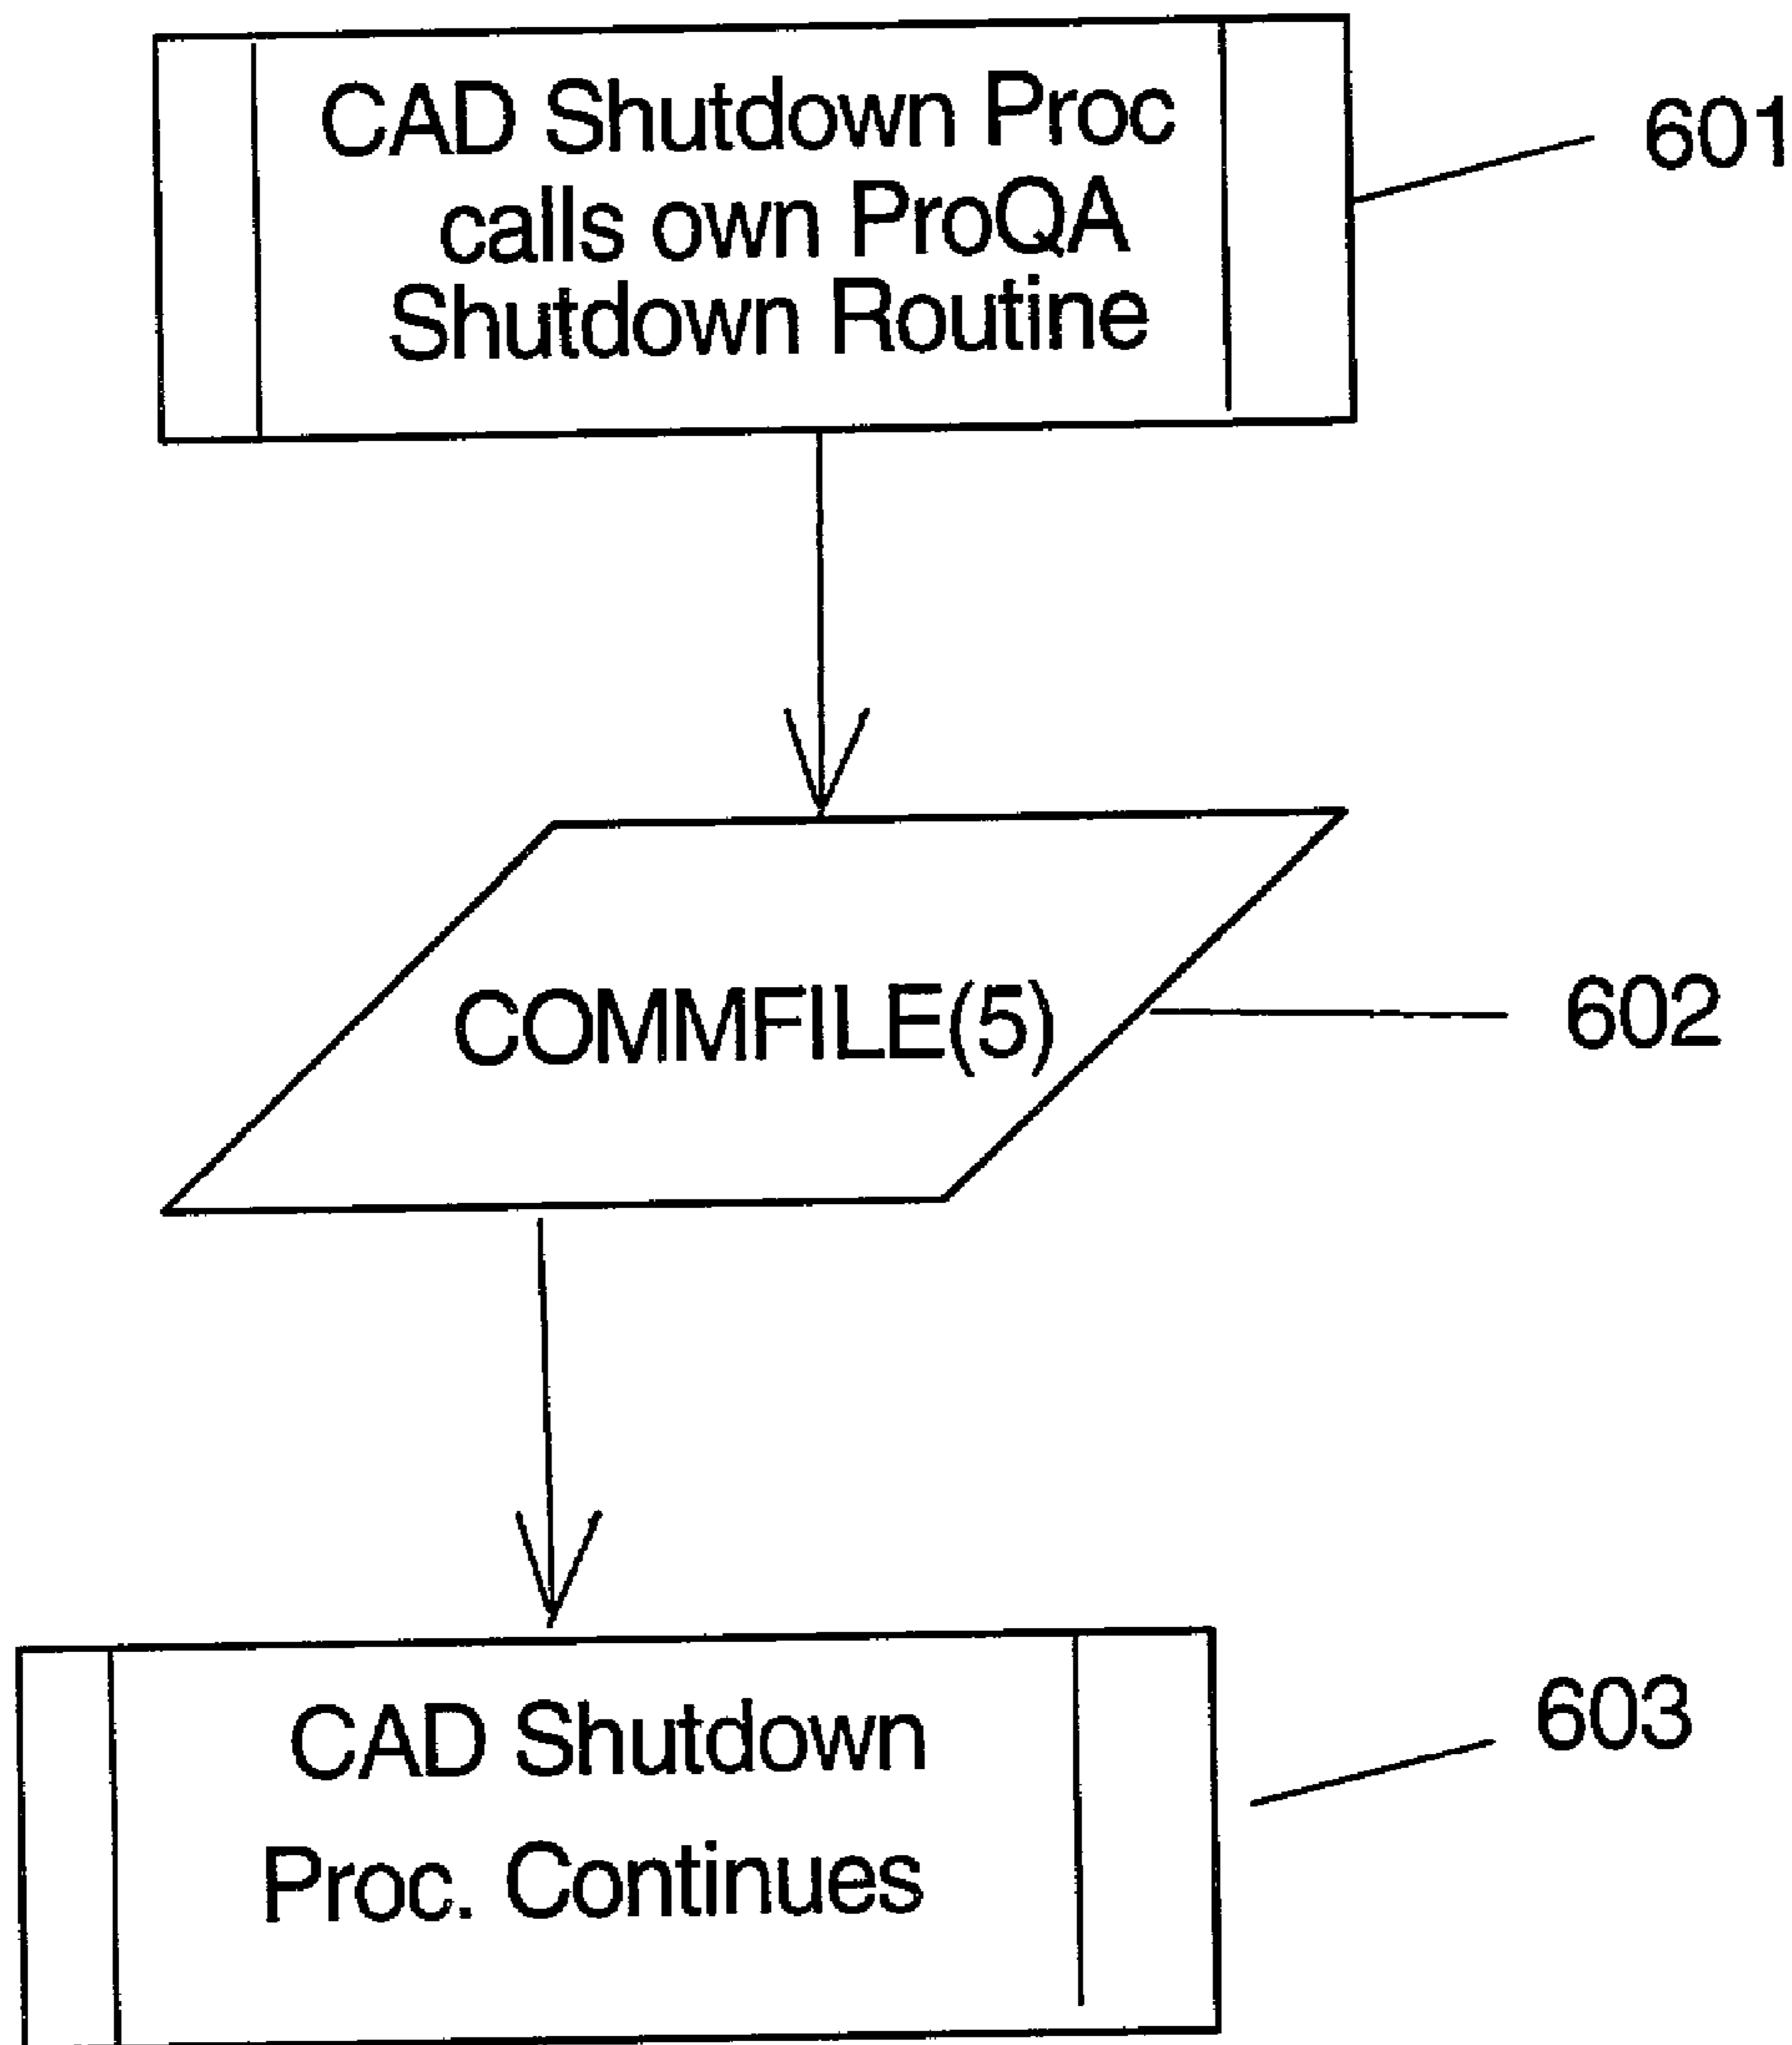 CAD Shutdown Proc
calls own ProQA
Shutdown Routine
601
COMMFILE(5)
602
CAD Shutdown
Proc. Continues
603